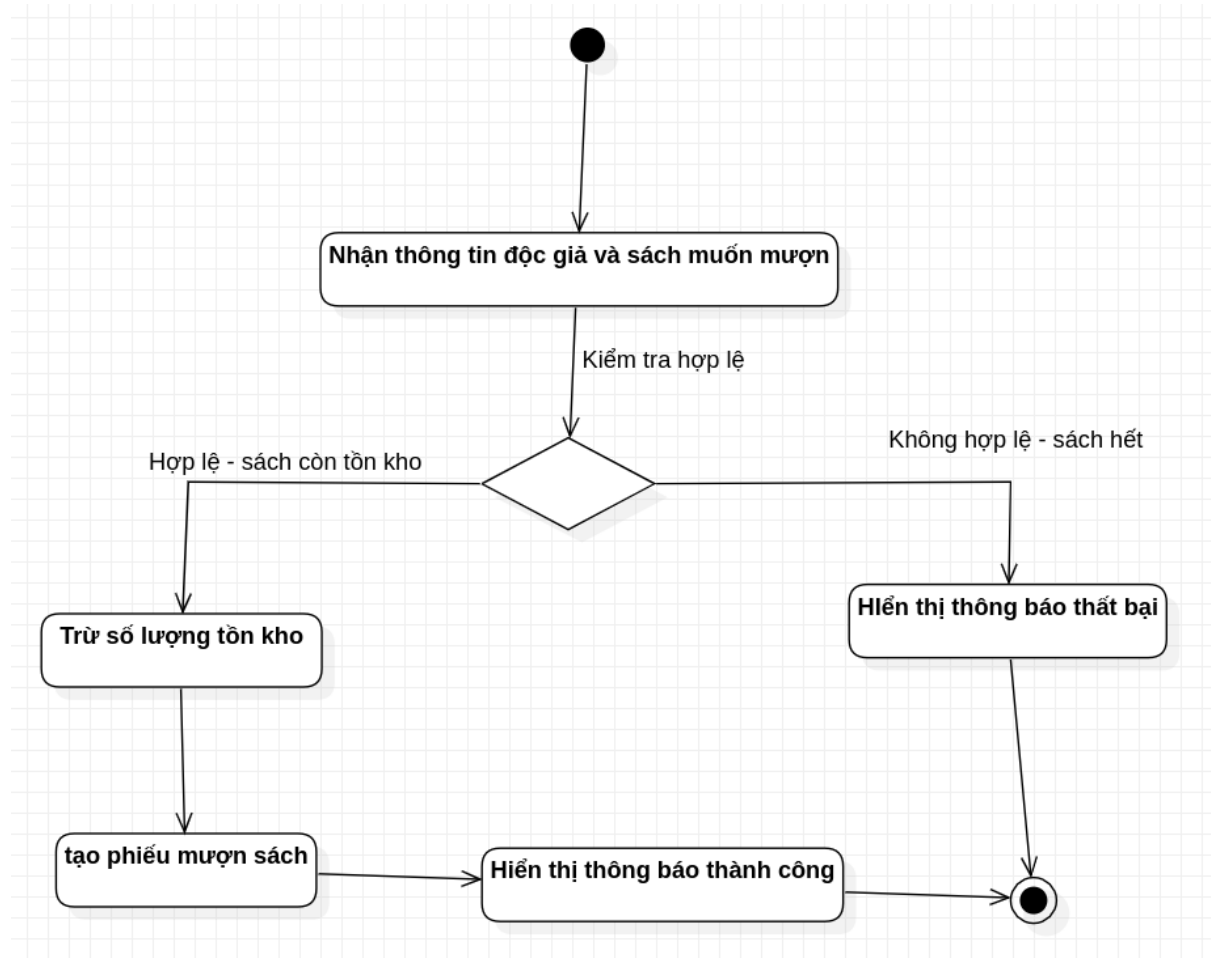 Nhận thông tin độc giả và sách muốn mượn
Kiểm tra hợp lệ
Hợp lệ - sách còn tồn kho
Không hợp lệ - sách hết
Trừ số lượng tồn kho
HIển thị thông báo thất bại
tạo phiếu mượn sách
Hiển thị thông báo thành công